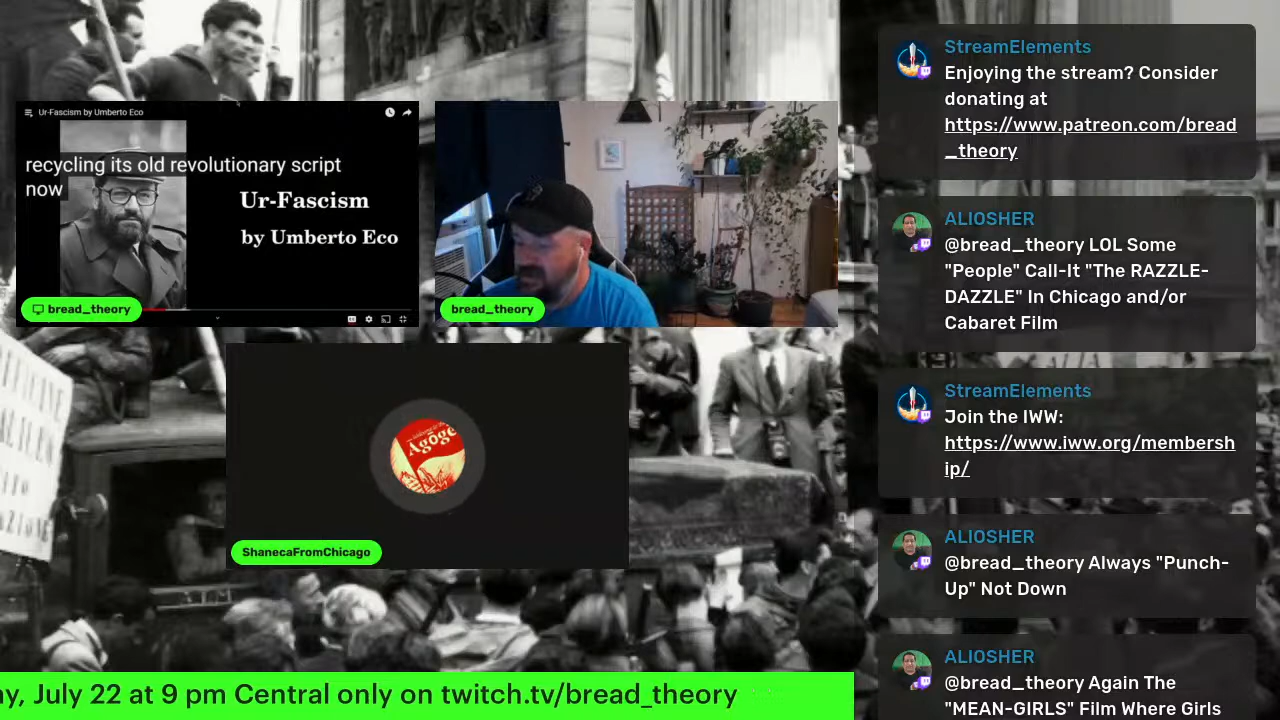 Ur-Fascism by Umberto Eco
recycling its old revolutionary script
now
Ur-Fascism
by Umberto Eco
bread_theory
bread_theory
Agōge
ShanecaFromChicago
ay, July 22 at 9 pm Central only on twitch.tv/bread_theory
StreamElements
Enjoying the stream? Consider
donating at
https://www.patreon.com/bread
_theory
ALIOSHER
@bread_theory LOL Some
"People" Call-It "The RAZZLE-
DAZZLE" In Chicago and/or
Cabaret Film
StreamElements
Join the IWW:
https://www.iww.org/membersh
ip/
ALIOSHER
@bread_theory Always "Punch-
Up" Not Down
ALIOSHER
@bread_theory Again The
"MEAN-GIRLS" Film Where Girls